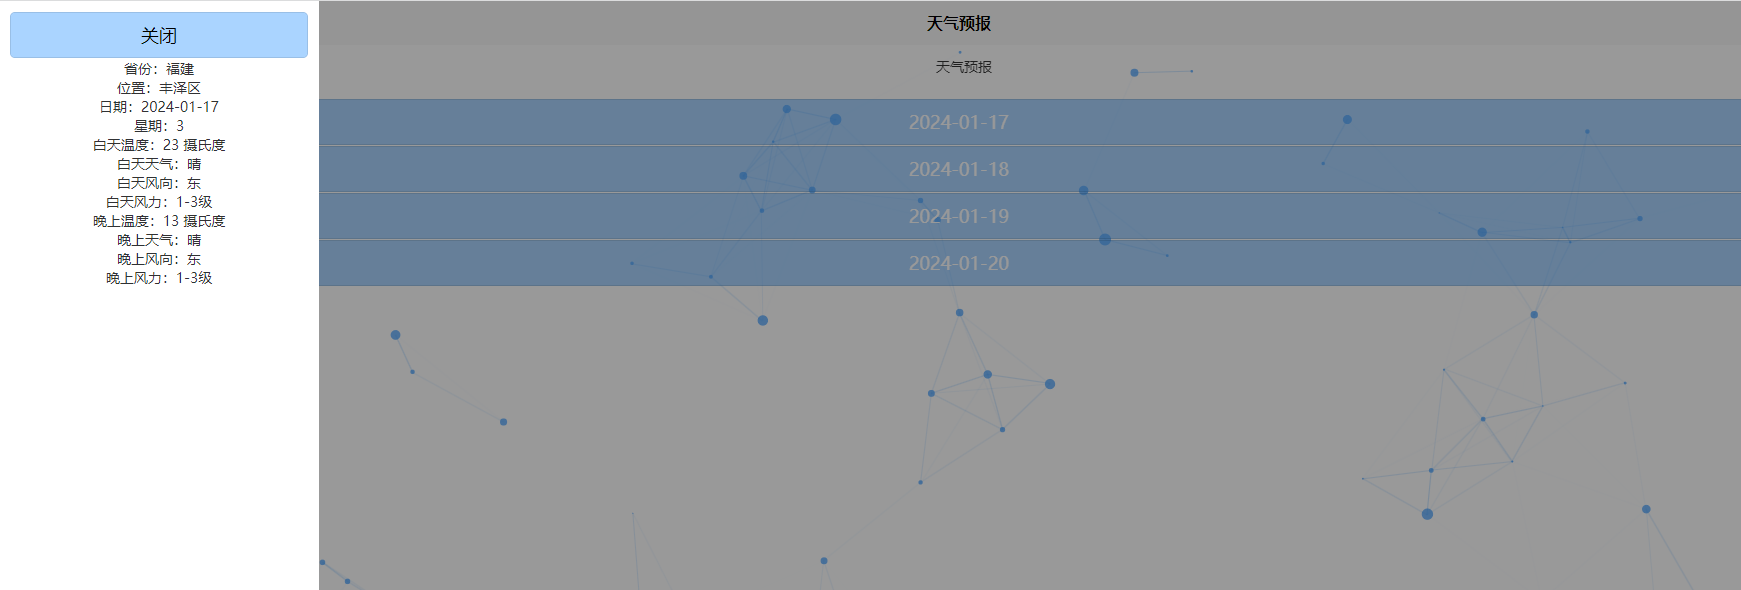 关闭
省份：福建
位置：丰泽区
日期：2024-01-17
星期：3
白天温度：23 摄氏度
白天天气：晴
白天风向：东
白天风力：1-3级
晚上温度：13 摄氏度
晚上天气：晴
晚上风向：东
晚上风力：1-3级
天气预报
天气预报
2024-01-17
2024-01-18
2024-01-19
2024-01-20